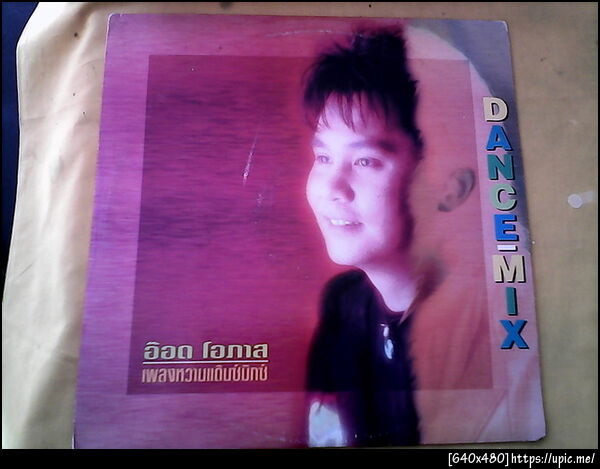 DANCE-MIX
อ๊อด โอภาส
เพลงหวานแด๊นซ์มิกซ์
[640x480]https://upic.me/